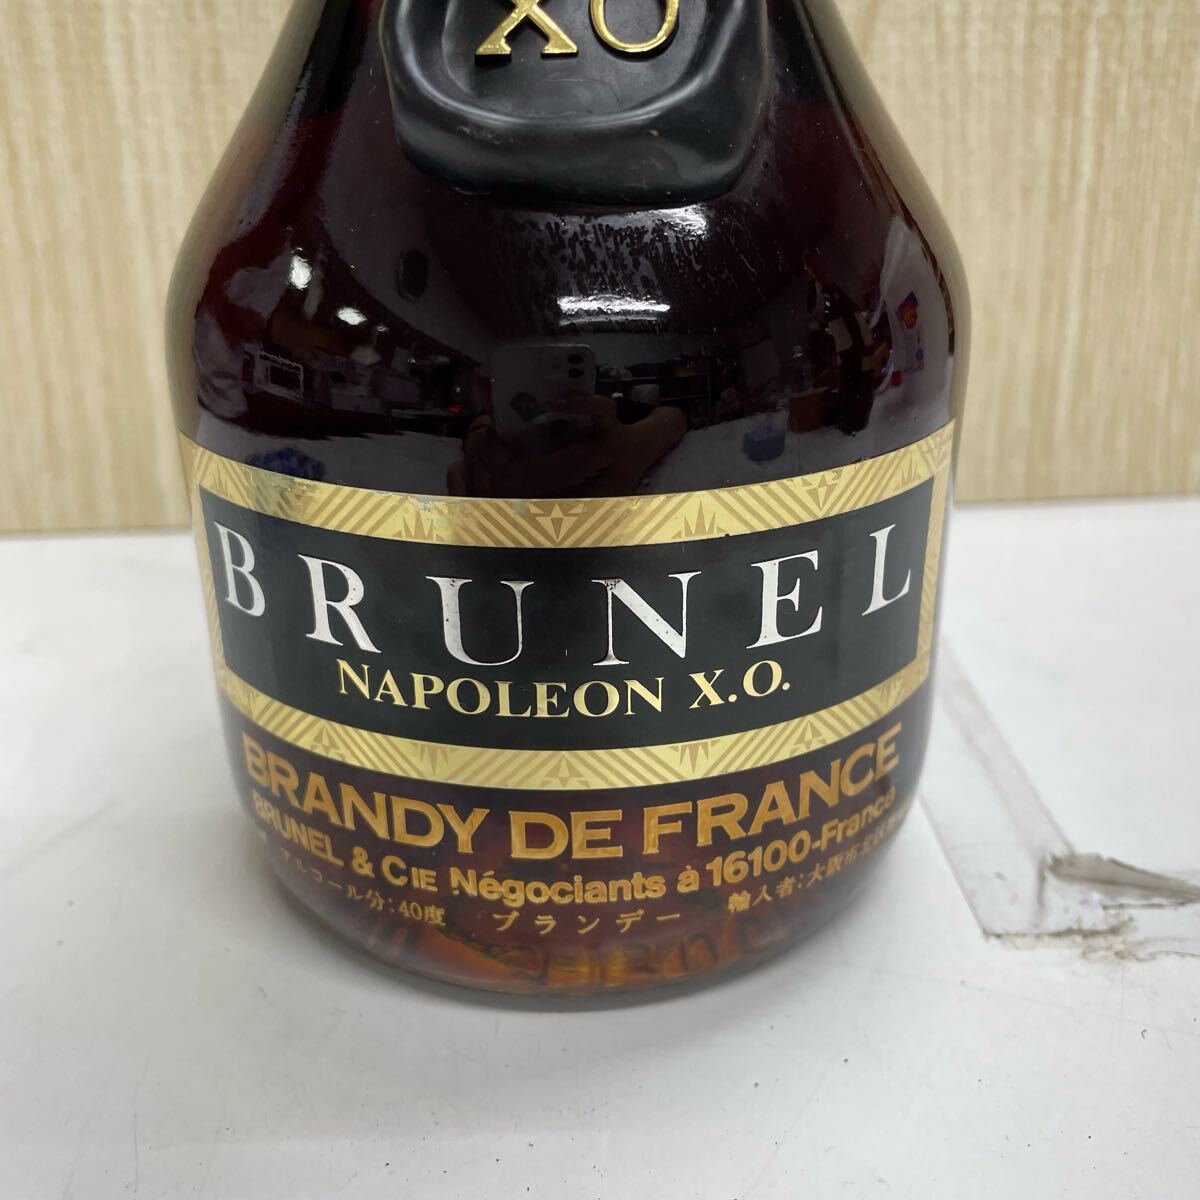 XO
BRUNEL
NAPOLEON X.O.
BRANDY DE FRANCE
BRUNEL & CIE Négociants à 16100-France
アルコール分:40度 ブランデー 輸入者:大阪市